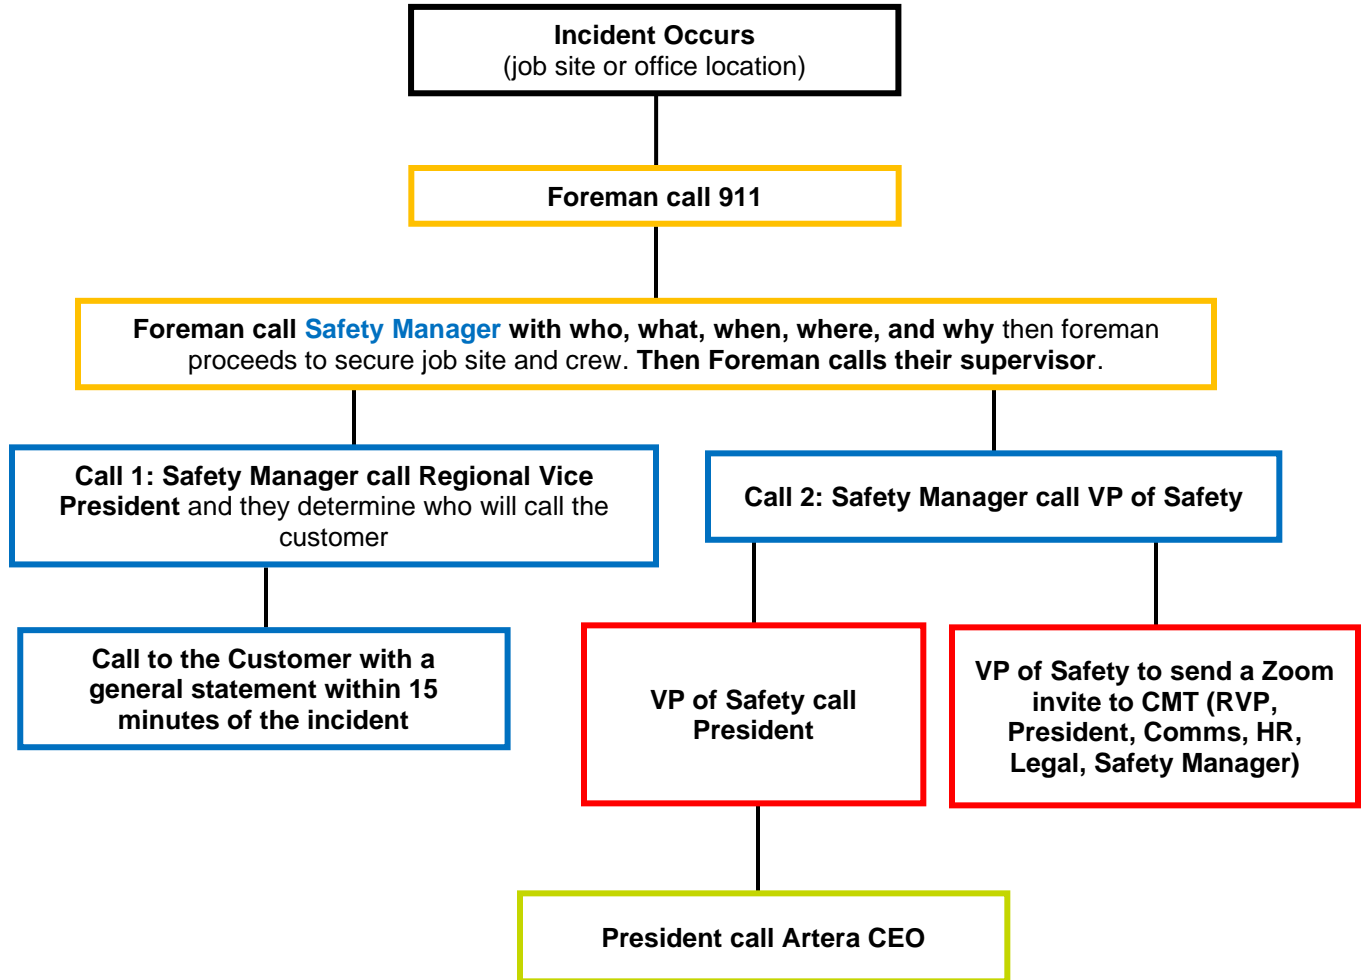 Incident Occurs
(job site or office location)
Foreman call 911
Foreman call Safety Manager with who, what, when, where, and why then foreman
proceeds to secure job site and crew. Then Foreman calls their supervisor.
Call 1: Safety Manager call Regional Vice
President and they determine who will call the
customer
Call 2: Safety Manager call VP of Safety
Call to the Customer with a
general statement within 15
minutes of the incident
VP of Safety call
President
VP of Safety to send a Zoom
invite to CMT (RVP,
President, Comms, HR,
Legal, Safety Manager)
President call Artera CEO